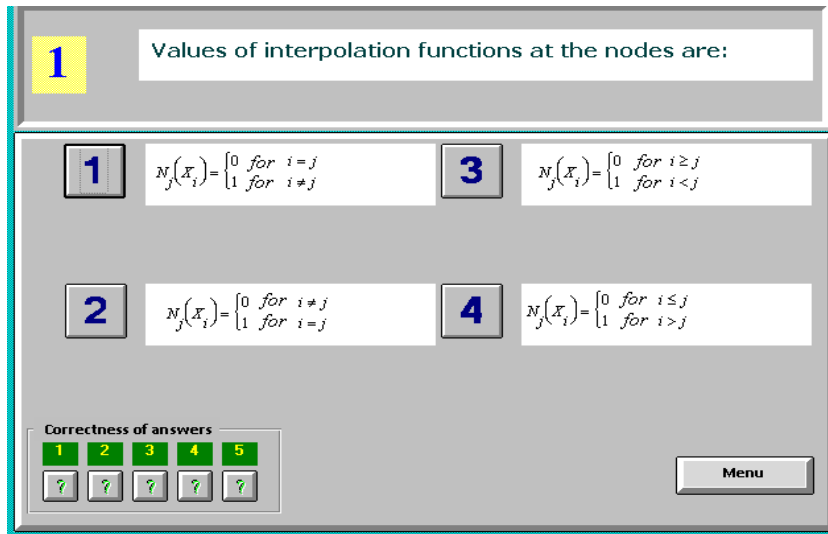 1
Values of interpolation functions at the nodes are:
1
N_j(X_i)={0 for i=j
1 for i≠j
3
N_j(X_i)={0 for i≥j
1 for i<j
2
N_j(X_i)={0 for i≠j
1 for i=j
4
N_j(X_i)={0 for i≤j
1 for i>j
Correctness of answers
1 2 3 4 5
? ? ? ? ?
Menu